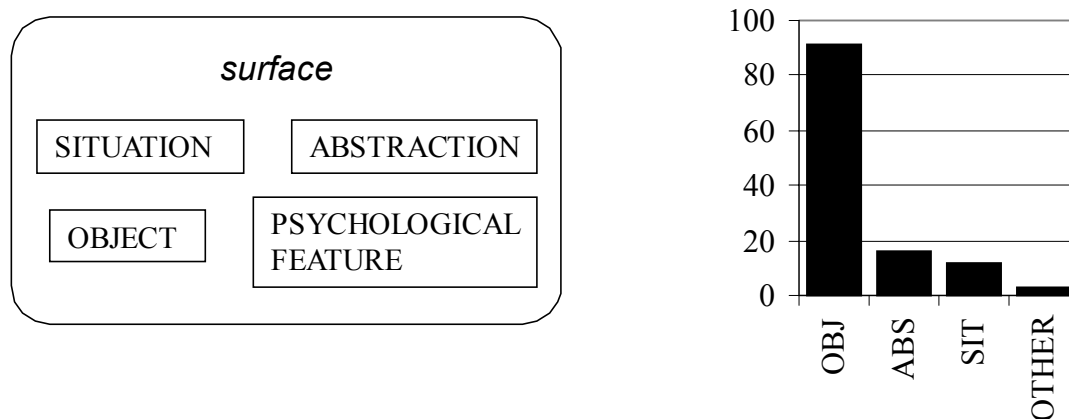 surface
SITUATION
ABSTRACTION
OBJECT
PSYCHOLOGICAL
FEATURE
100
80
60
40
20
0
OBJ
ABS
SIT
OTHER